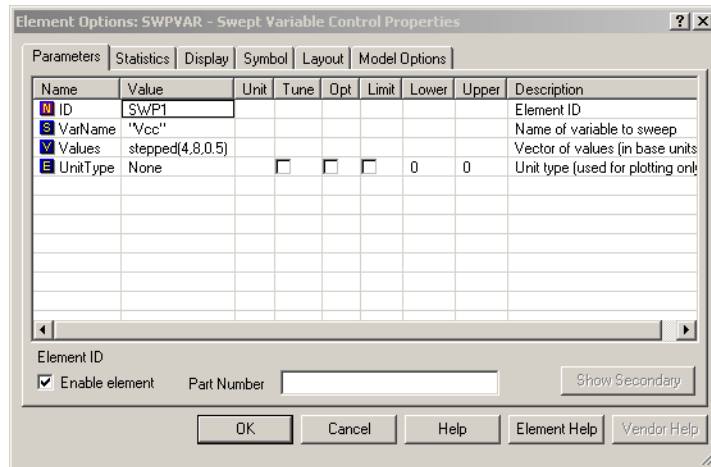 Element Options: SWPVAR - Swept Variable Control Properties
Parameters Statistics Display Symbol Layout Model Options
Name Value Unit Tune Opt Limit Lower Upper Description
N ID SWP1 Element ID
S VarName "Vcc" Name of variable to sweep
V Values stepped(4,8,0.5) Vector of values (in base units
E UnitType None 0 0 Unit type (used for plotting only
Element ID
Enable element Part Number Show Secondary
OK Cancel Help Element Help Vendor Help